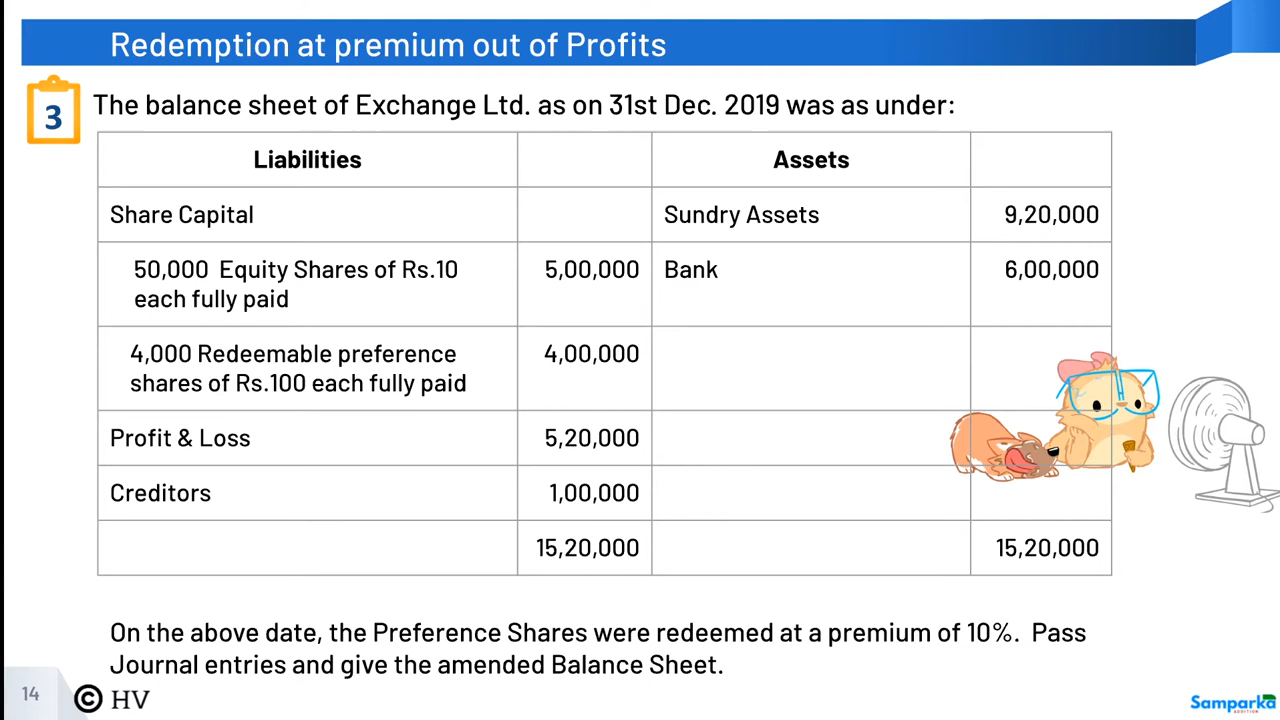 Redemption at premium out of Profits
3
The balance sheet of Exchange Ltd. as on 31st Dec. 2019 was as under:
Liabilities Assets
Share Capital Sundry Assets 9,20,000
50,000 Equity Shares of Rs.10 5,00,000 Bank 6,00,000
each fully paid
4,000 Redeemable preference 4,00,000
shares of Rs.100 each fully paid
Profit & Loss 5,20,000
Creditors 1,00,000
15,20,000 15,20,000
On the above date, the Preference Shares were redeemed at a premium of 10%. Pass
Journal entries and give the amended Balance Sheet.
14 © HV
Samparka
ADDITION